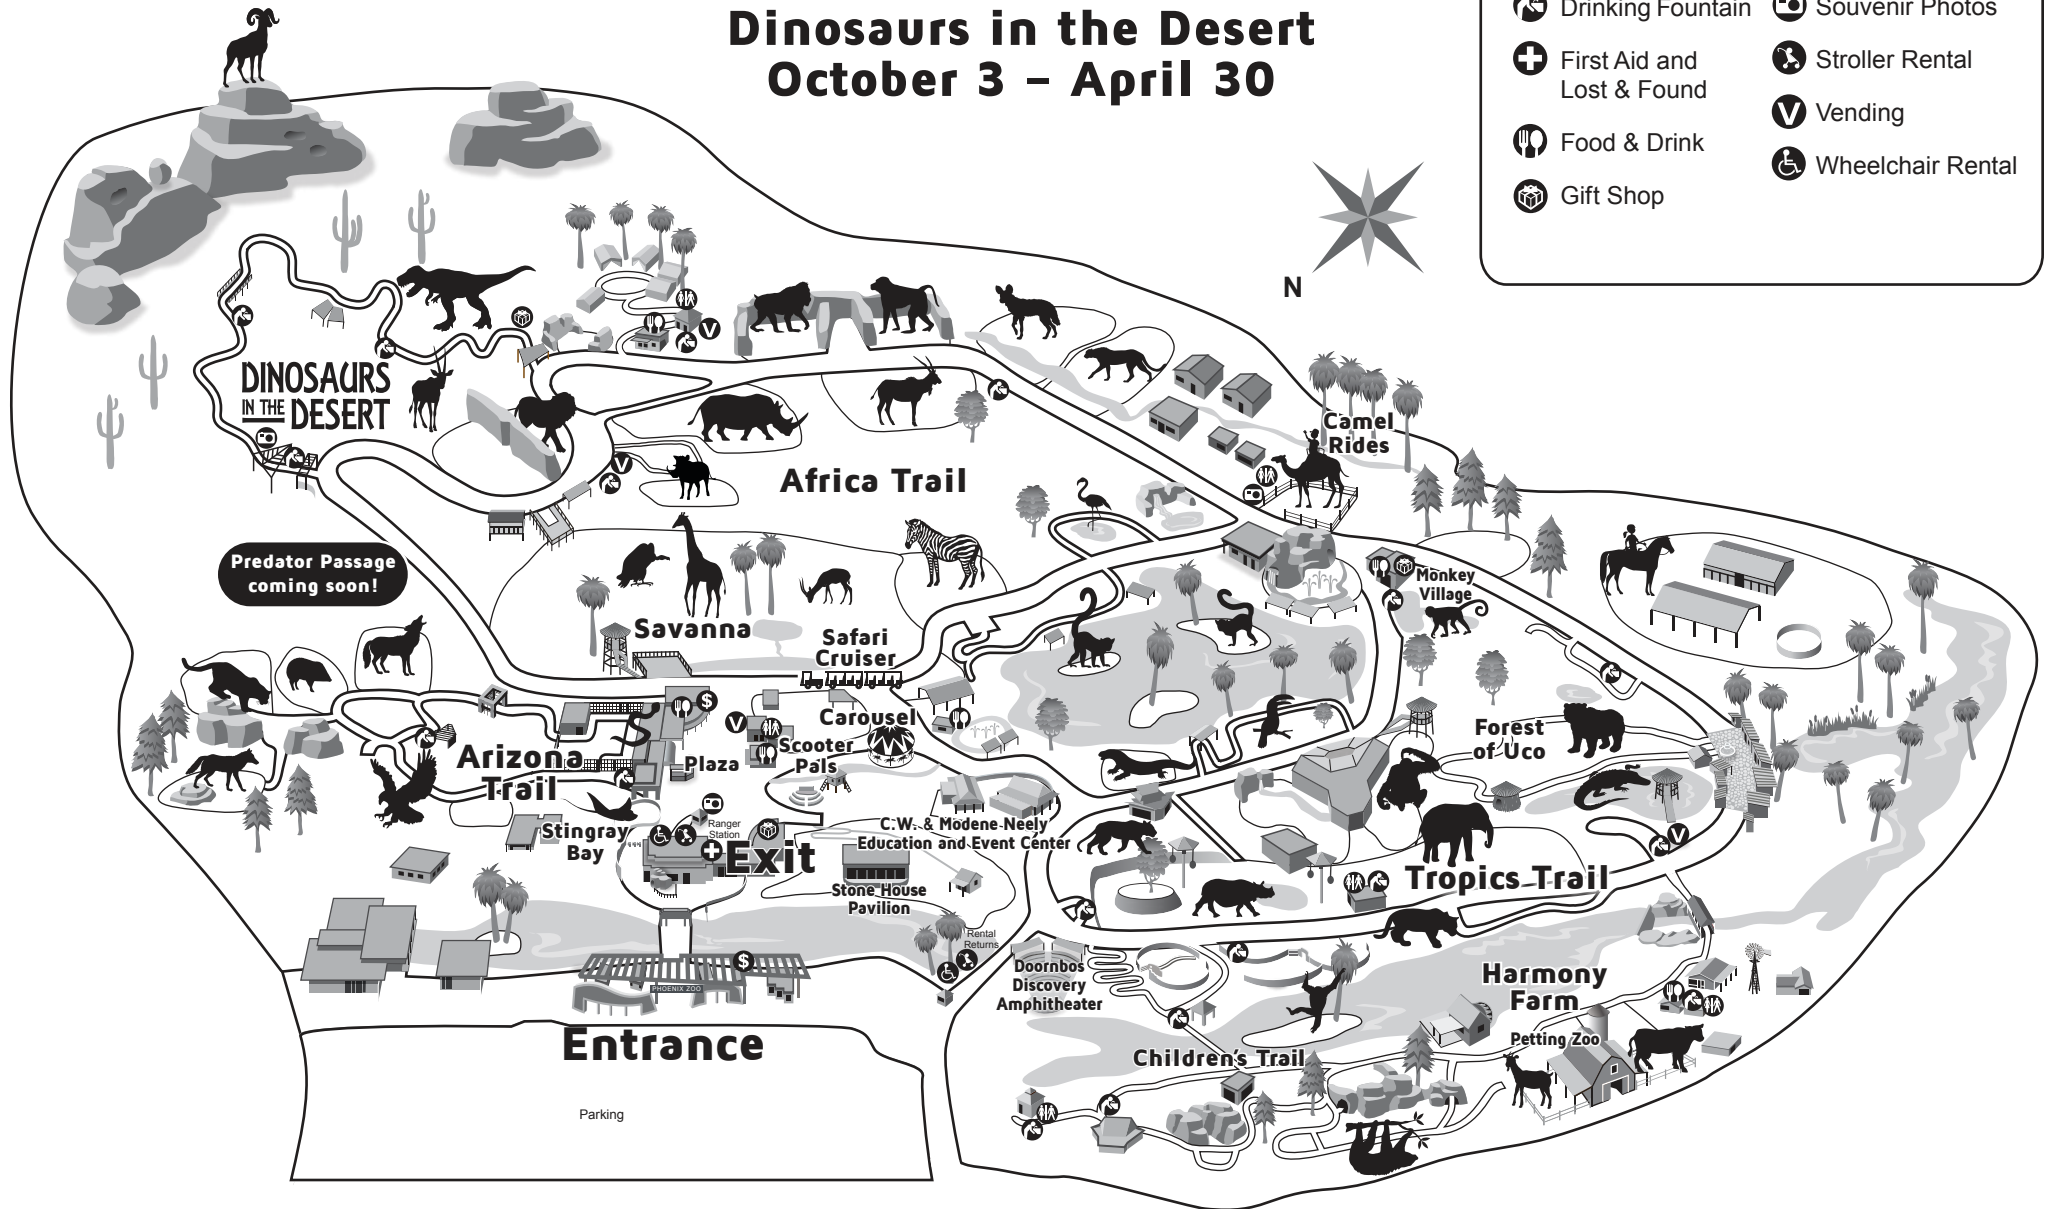 Dinosaurs in the Desert
October 3 – April 30
Drinking Fountain
First Aid and
Lost & Found
Food & Drink
Gift Shop
Souvenir Photos
Stroller Rental
V Vending
Wheelchair Rental
N
DINOSAURS
IN THE DESERT
V
Camel
Rides
V
Africa Trail
Predator Passage
coming soon!
Monkey
Village
Savanna
Safari
Cruiser
$
V
Carousel
Arizona
Trail
Plaza
Scooter
Pals
Forest
of Uco
Stingray
Bay
Ranger
Station
Exit
C.W. & Modene Neely
Education and Event Center
V
Stone House
Pavilion
Tropics Trail
Rental
Returns
$
PHOENIX ZOO
Doornbos
Discovery
Amphitheater
Harmony
Farm
Entrance
Petting Zoo
Children's Trail
Parking